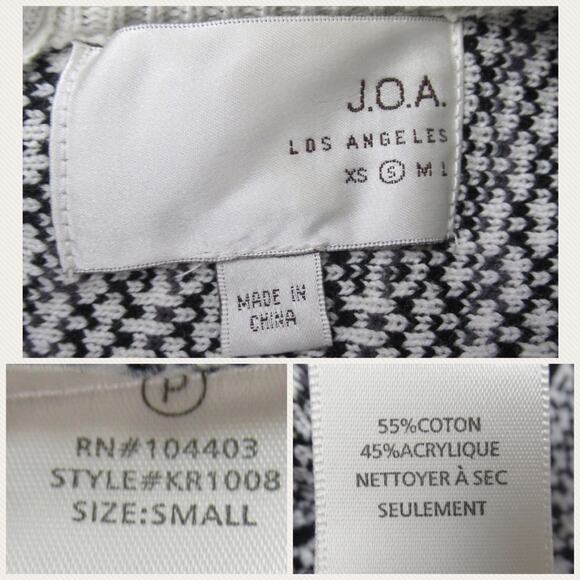 J.O.A.
LOS ANGELES
XS S M L
MADE IN
CHINA
P
RN#104403
STYLE#KR1008
SIZE:SMALL
55%COTON
45%ACRYLIQUE
NETTOYER À SEC
SEULEMENT